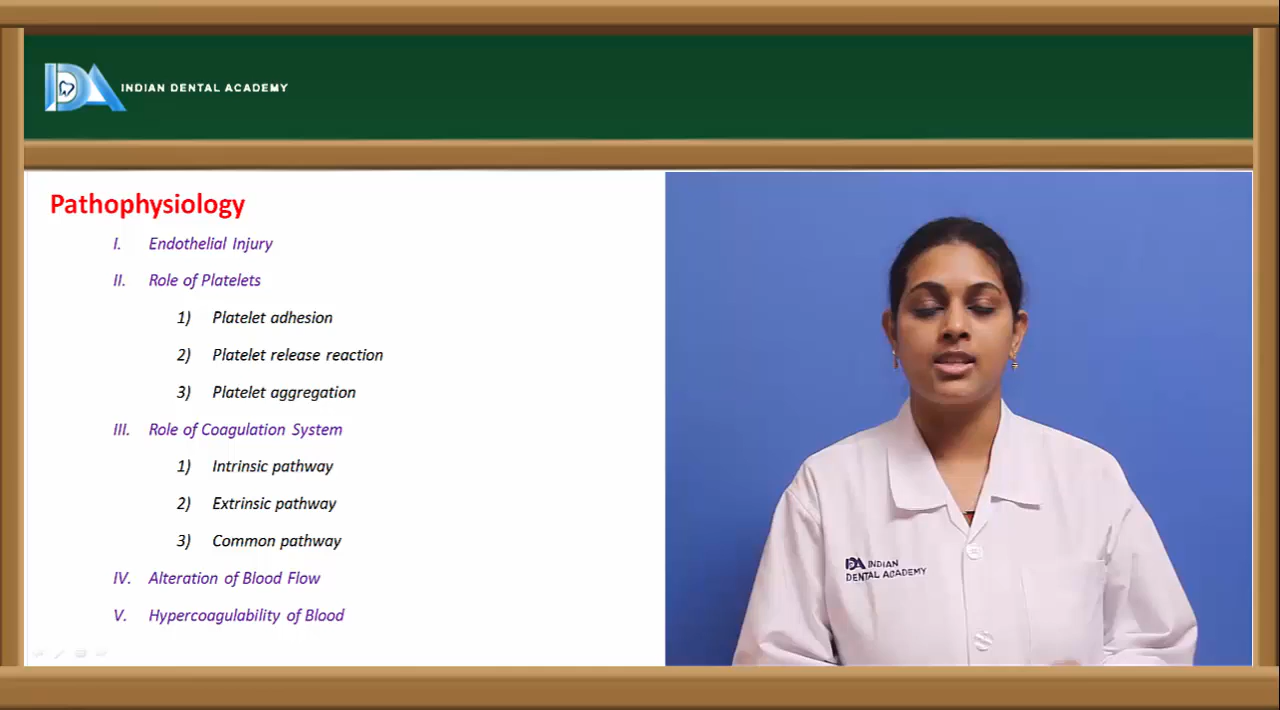 INDIAN DENTAL ACADEMY
Pathophysiology
I. Endothelial Injury
II. Role of Platelets
1) Platelet adhesion
2) Platelet release reaction
3) Platelet aggregation
III. Role of Coagulation System
1) Intrinsic pathway
2) Extrinsic pathway
3) Common pathway
IV. Alteration of Blood Flow
V. Hypercoagulability of Blood
IDA INDIAN
DENTAL ACADEMY